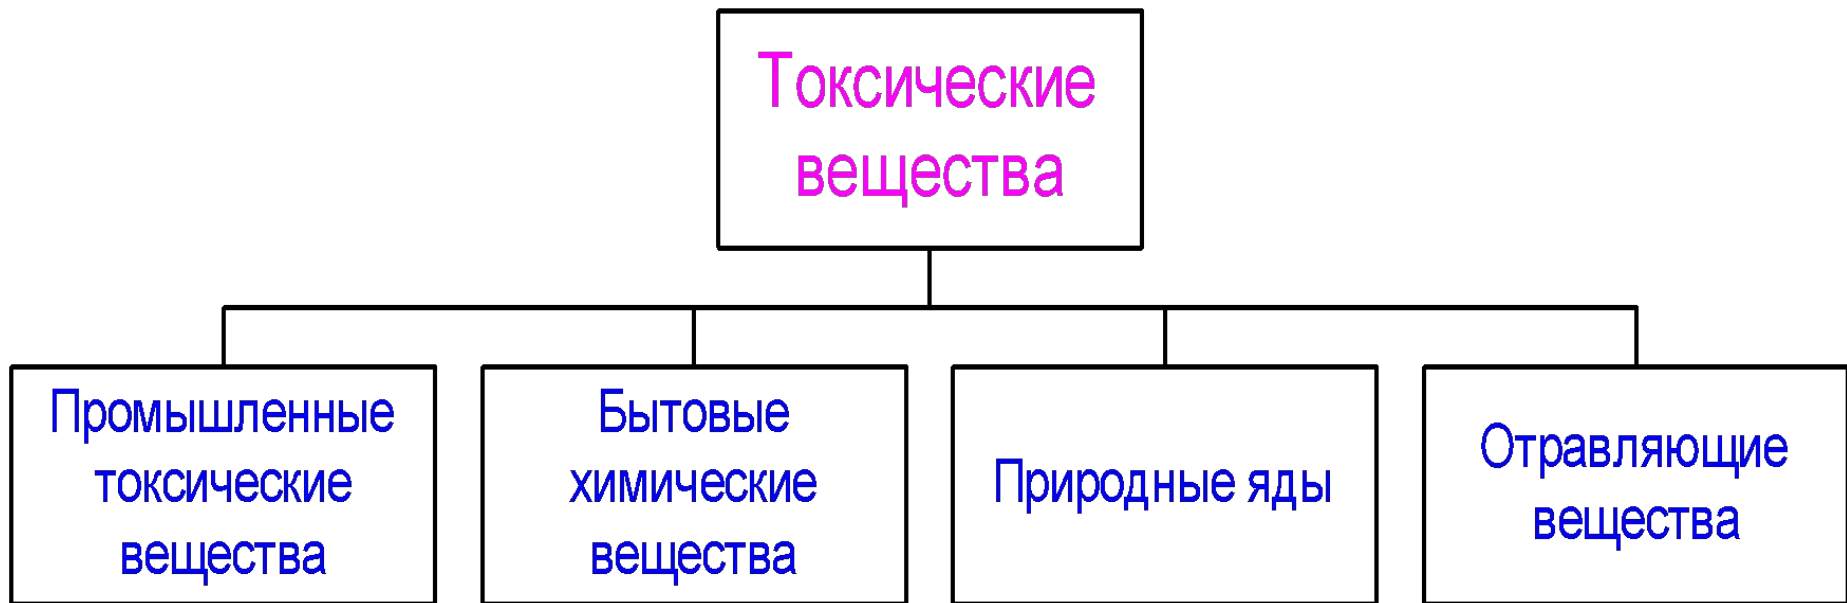 Токсические
вещества
Промышленные
токсические
вещества
Бытовые
химические
вещества
Природные яды
Отравляющие
вещества